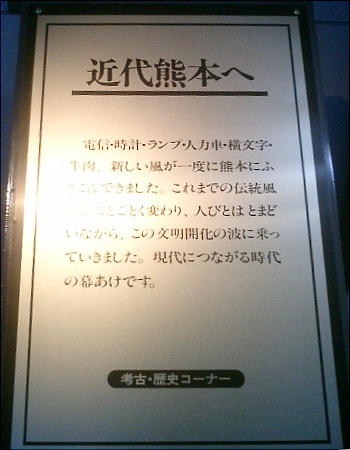 近代熊本へ
電信・時計・ランプ・人力車・横文字・
牛肉、新しい風が一度に熊本にふ
きこんできました。これまでの伝統風
ことごとく変わり、人びとはとまど
いながら、この文明開化の波に乗っ
ていきました。現代につながる時代
の幕あけです。
考古・歴史コーナー